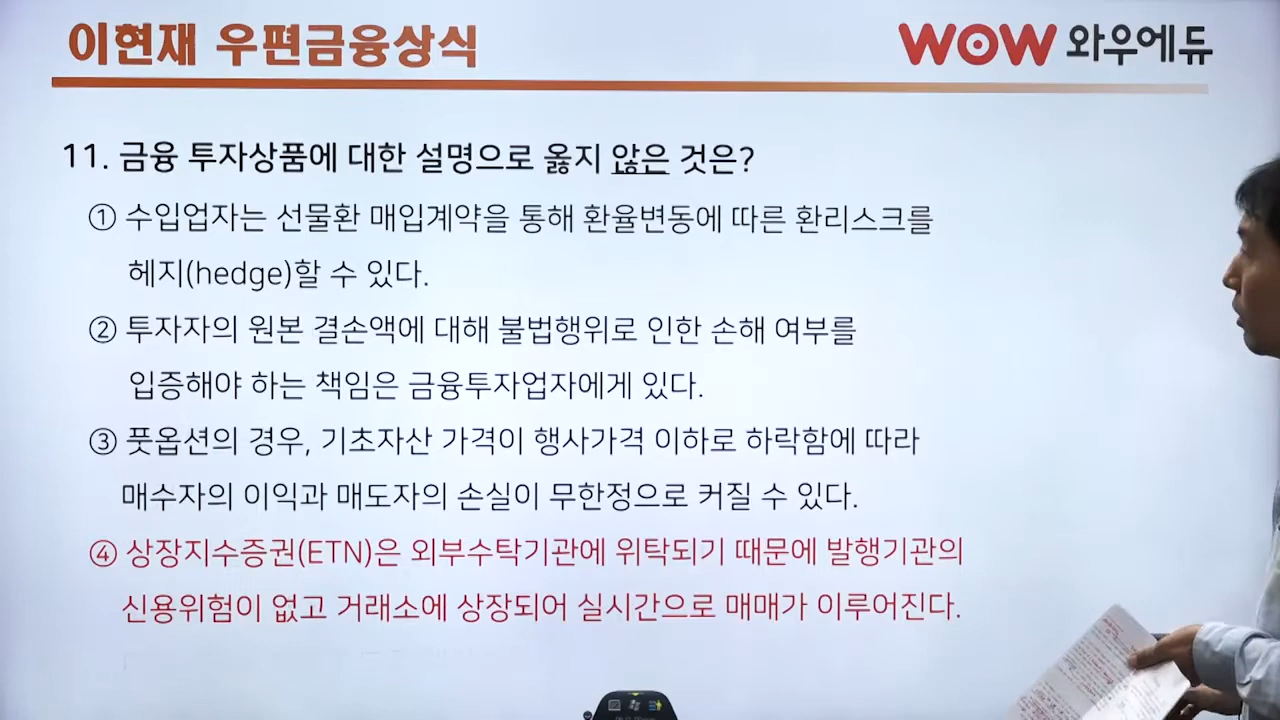 이현재 우편금융상식
WOW 와우에듀
11. 금융 투자상품에 대한 설명으로 옳지 않은 것은?
① 수입업자는 선물환 매입계약을 통해 환율변동에 따른 환리스크를
헤지(hedge)할 수 있다.
② 투자자의 원본 결손액에 대해 불법행위로 인한 손해 여부를
입증해야 하는 책임은 금융투자업자에게 있다.
③ 풋옵션의 경우, 기초자산 가격이 행사가격 이하로 하락함에 따라
매수자의 이익과 매도자의 손실이 무한정으로 커질 수 있다.
④ 상장지수증권(ETN)은 외부수탁기관에 위탁되기 때문에 발행기관의
신용위험이 없고 거래소에 상장되어 실시간으로 매매가 이루어진다.